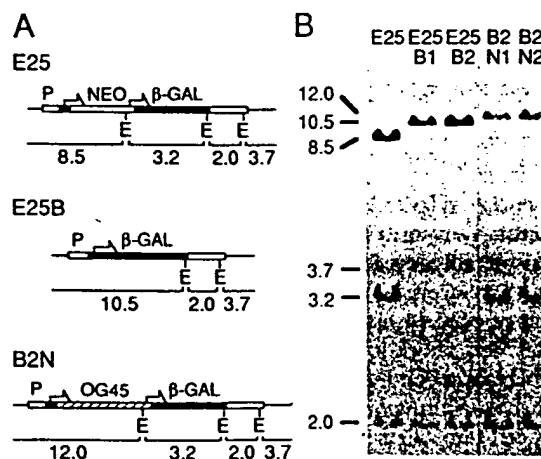 A
E25
P NEO β-GAL
E E E
8.5 3.2 2.0 3.7
E25B
P β-GAL
E E
10.5 2.0 3.7
B2N
P OG45 β-GAL
E E E
12.0 3.2 2.0 3.7
B
E25 E25 E25 B2 B2
B1 B2 N1 N2
12.0
10.5
8.5
3.7
3.2
2.0